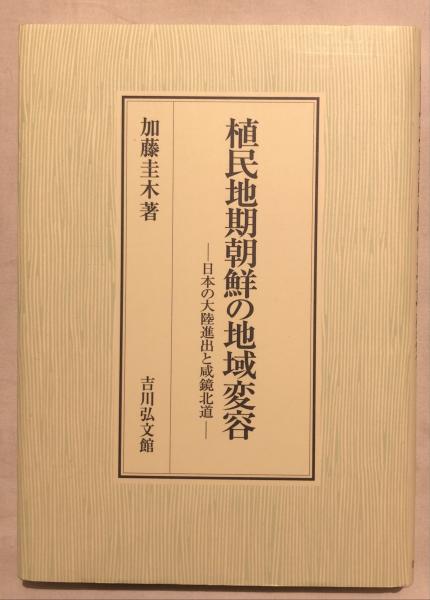 植民地期朝鮮の地域変容
―日本の大陸進出と咸鏡北道―
加藤圭木著
吉川弘文館